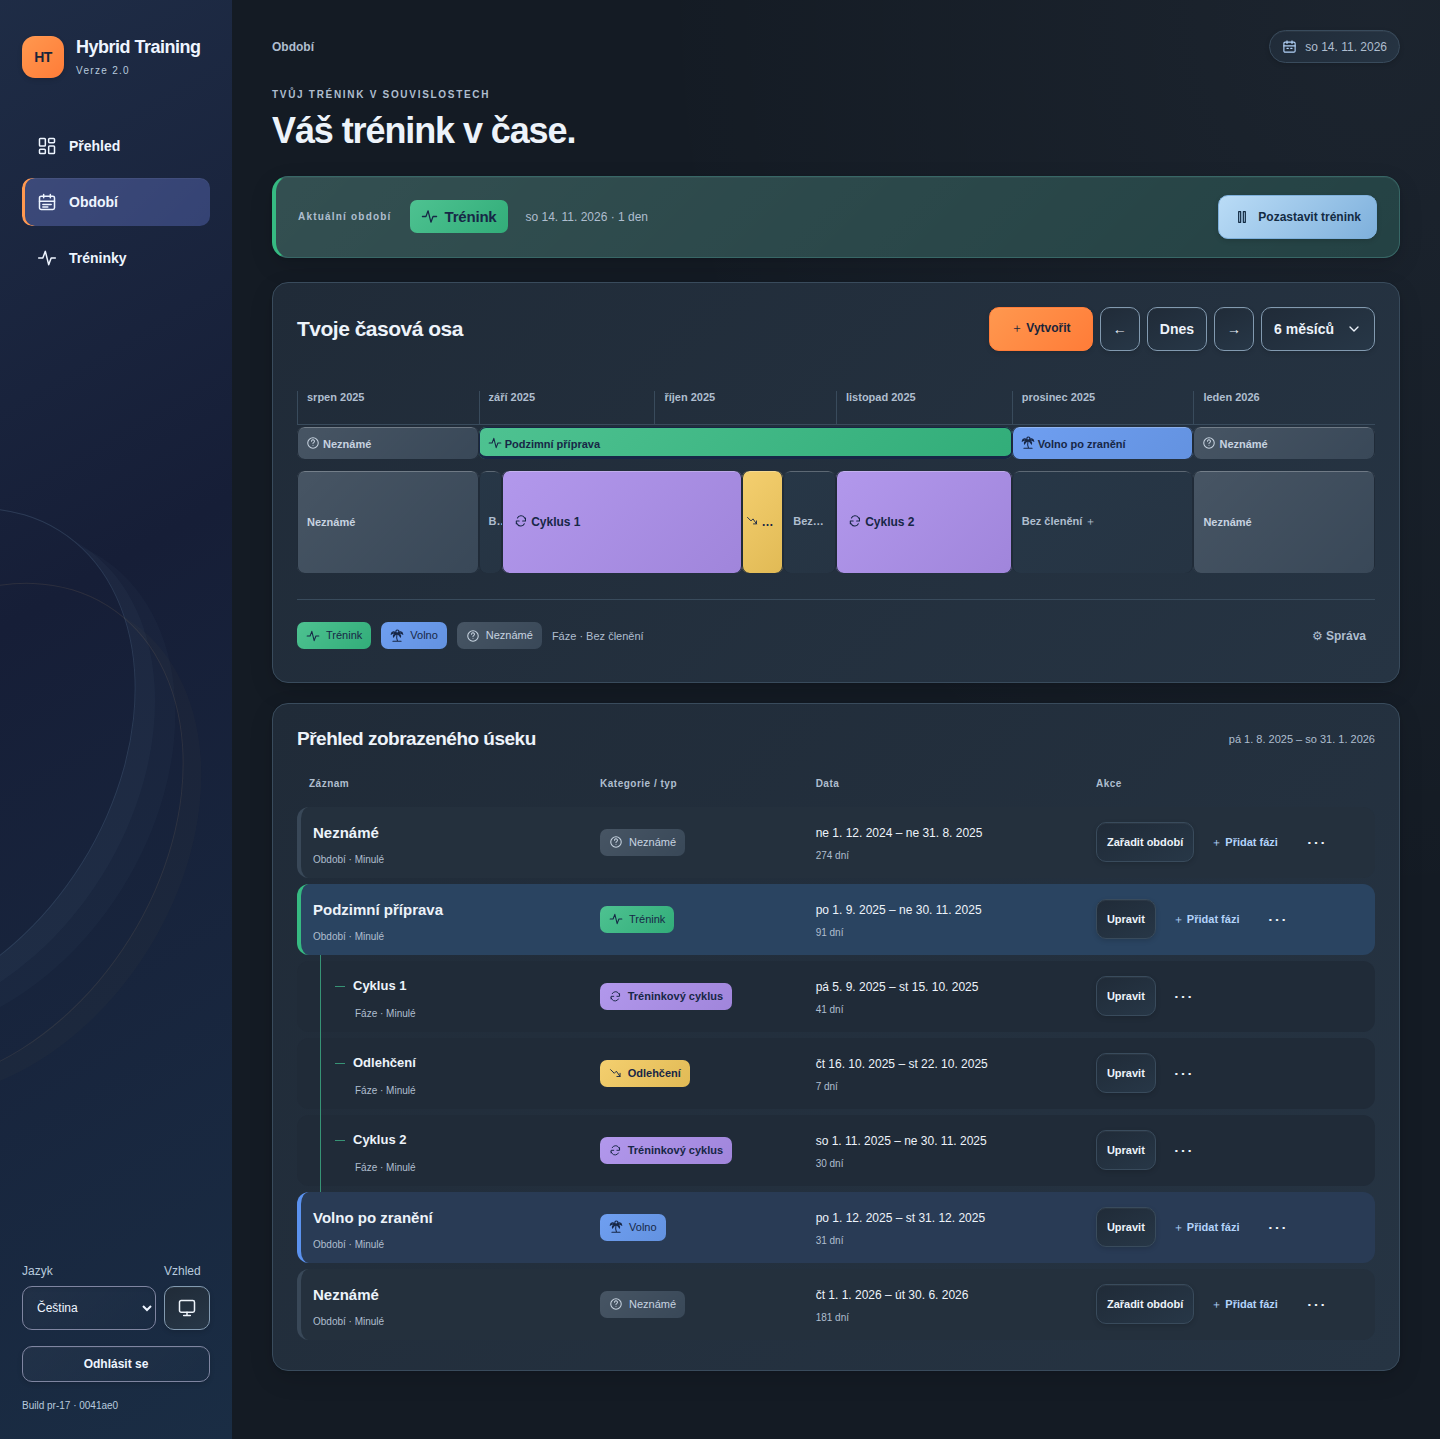 HT
Hybrid Training
Verze 2.0
Přehled
Období
Tréninky
Jazyk
Vzhled
Čeština
Odhlásit se
Build pr-17 · 0041ae0
Období
so 14. 11. 2026
TVŮJ TRÉNINK V SOUVISLOSTECH
Váš trénink v čase.
Aktuální období
Trénink
so 14. 11. 2026 · 1 den
Pozastavit trénink
Tvoje časová osa
+ Vytvořit
←
Dnes
→
6 měsíců
srpen 2025
září 2025
říjen 2025
listopad 2025
prosinec 2025
leden 2026
Neznámé
Podzimní příprava
Volno po zranění
Neznámé
Neznámé
B…
Cyklus 1
…
Bez…
Cyklus 2
Bez členění +
Neznámé
Trénink
Volno
Neznámé
Fáze · Bez členění
⚙ Správa
Přehled zobrazeného úseku
pá 1. 8. 2025 – so 31. 1. 2026
Záznam
Kategorie / typ
Data
Akce
Neznámé
Období · Minulé
Neznámé
ne 1. 12. 2024 – ne 31. 8. 2025
274 dní
Zařadit období
+ Přidat fázi
···
Podzimní příprava
Období · Minulé
Trénink
po 1. 9. 2025 – ne 30. 11. 2025
91 dní
Upravit
+ Přidat fázi
···
Cyklus 1
Fáze · Minulé
Tréninkový cyklus
pá 5. 9. 2025 – st 15. 10. 2025
41 dní
Upravit
···
Odlehčení
Fáze · Minulé
Odlehčení
čt 16. 10. 2025 – st 22. 10. 2025
7 dní
Upravit
···
Cyklus 2
Fáze · Minulé
Tréninkový cyklus
so 1. 11. 2025 – ne 30. 11. 2025
30 dní
Upravit
···
Volno po zranění
Období · Minulé
Volno
po 1. 12. 2025 – st 31. 12. 2025
31 dní
Upravit
+ Přidat fázi
···
Neznámé
Období · Minulé
Neznámé
čt 1. 1. 2026 – út 30. 6. 2026
181 dní
Zařadit období
+ Přidat fázi
···